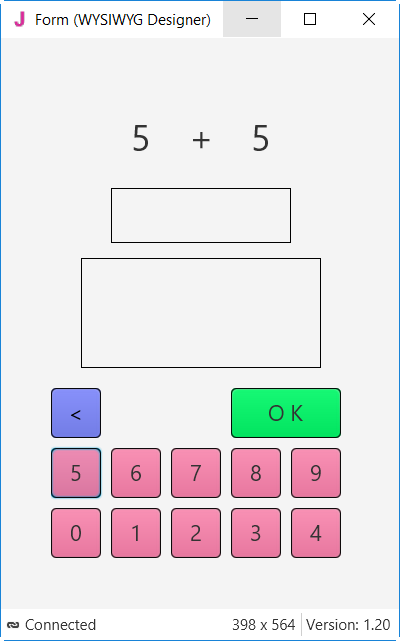 J Form (WYSIWYG Designer)
5 + 5
< O K
5 6 7 8 9
0 1 2 3 4
Connected 398 x 564 Version: 1.20